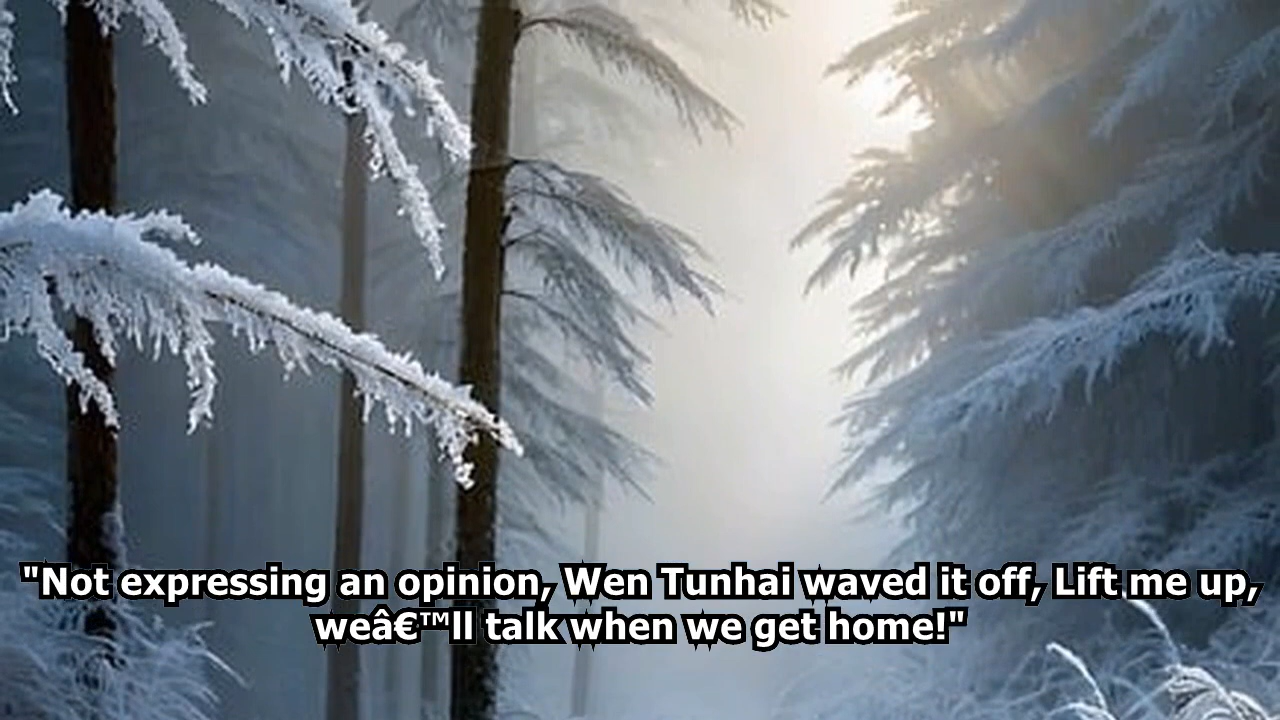 "Not expressing an opinion, Wen Tunhai waved it off, Lift me up,
weâ€™ll talk when we get home!"